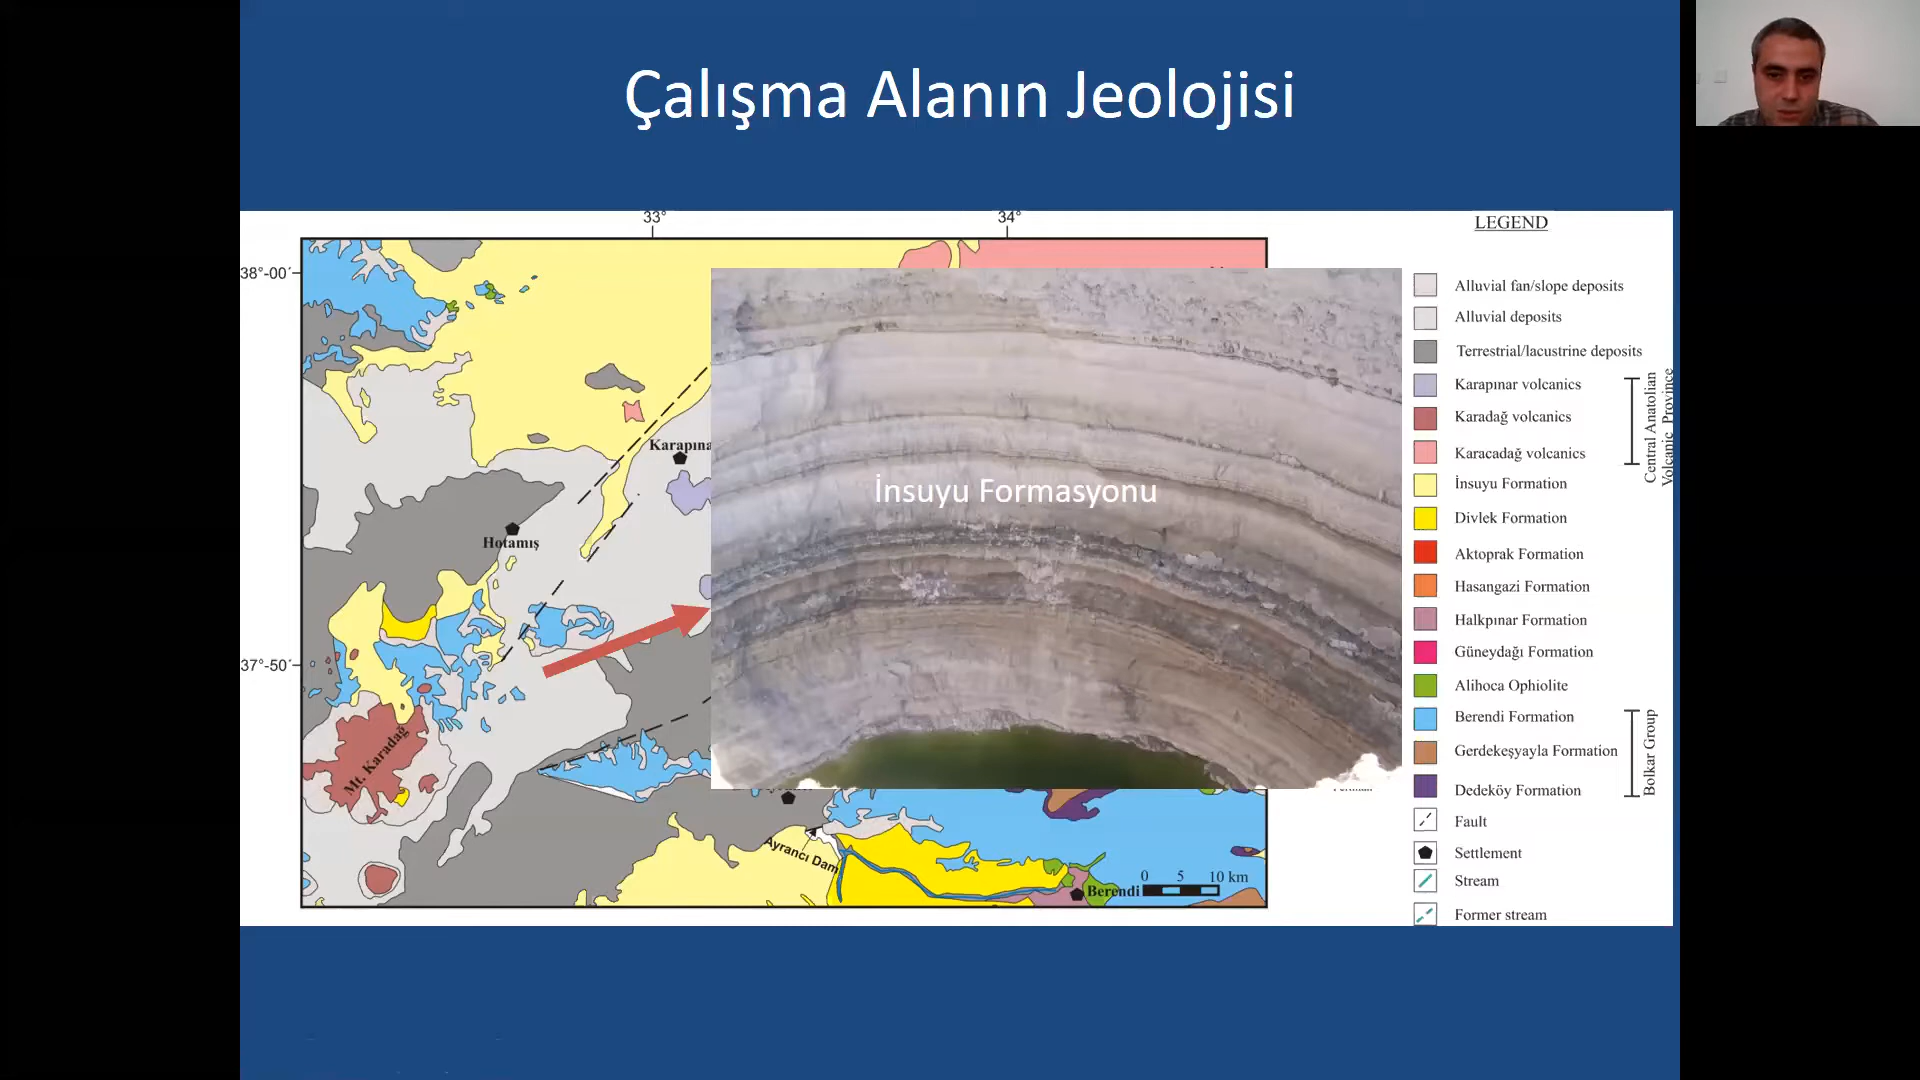 Çalışma Alanın Jeolojisi
33°
34°
38°-00´
37°-50´
Karapına
Hotamış
Mt. Karadağ
Ayrancı Dam
Berendi
0 5 10 km
İnsuyu Formasyonu
LEGEND
Alluvial fan/slope deposits
Alluvial deposits
Terrestrial/lacustrine deposits
Karapınar volcanics
Karadağ volcanics
Karacadağ volcanics
Central Anatolian
Volcanic Province
İnsuyu Formation
Divlek Formation
Aktoprak Formation
Hasangazi Formation
Halkpınar Formation
Güneydağı Formation
Alihoca Ophiolite
Berendi Formation
Gerdekeşyayla Formation
Dedeköy Formation
Bolkar Group
Fault
Settlement
Stream
Former stream